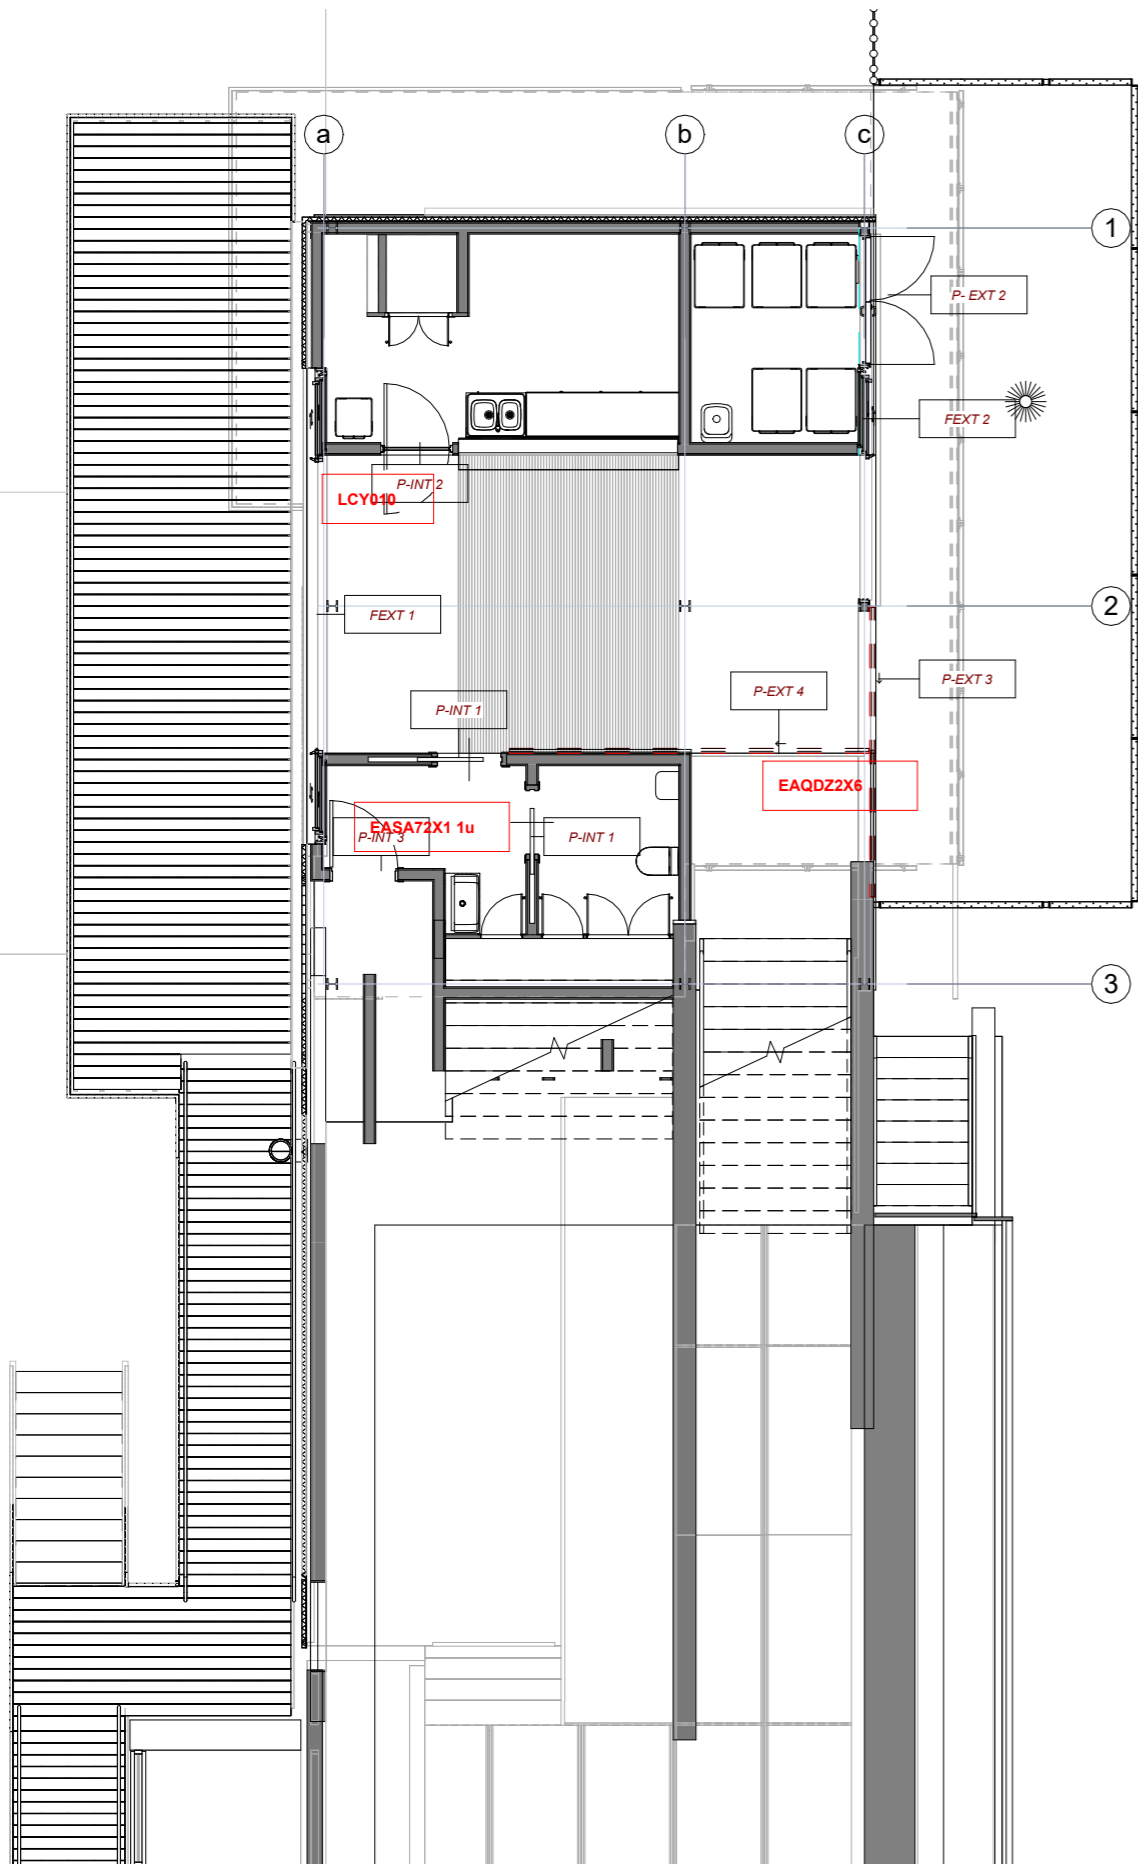 a
b
c
1
P- EXT 2
FEXT 2
P-INT 2
LCY010
FEXT 1
2
P-EXT 3
P-EXT 4
P-INT 1
EAQDZ2X6
EASA72X1 1u
P-INT 3
P-INT 1
3